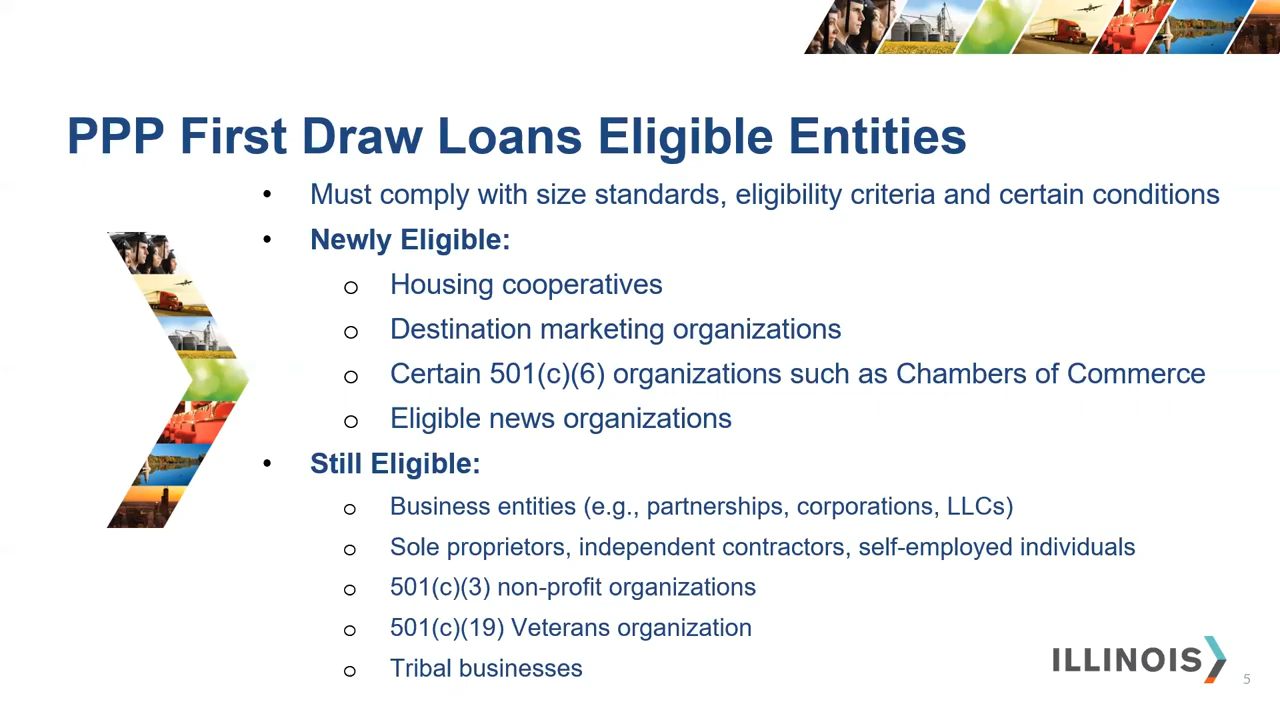 PPP First Draw Loans Eligible Entities
• Must comply with size standards, eligibility criteria and certain conditions
• Newly Eligible:
o Housing cooperatives
o Destination marketing organizations
o Certain 501(c)(6) organizations such as Chambers of Commerce
o Eligible news organizations
• Still Eligible:
o Business entities (e.g., partnerships, corporations, LLCs)
o Sole proprietors, independent contractors, self-employed individuals
o 501(c)(3) non-profit organizations
o 501(c)(19) Veterans organization
o Tribal businesses
ILLINOIS
5